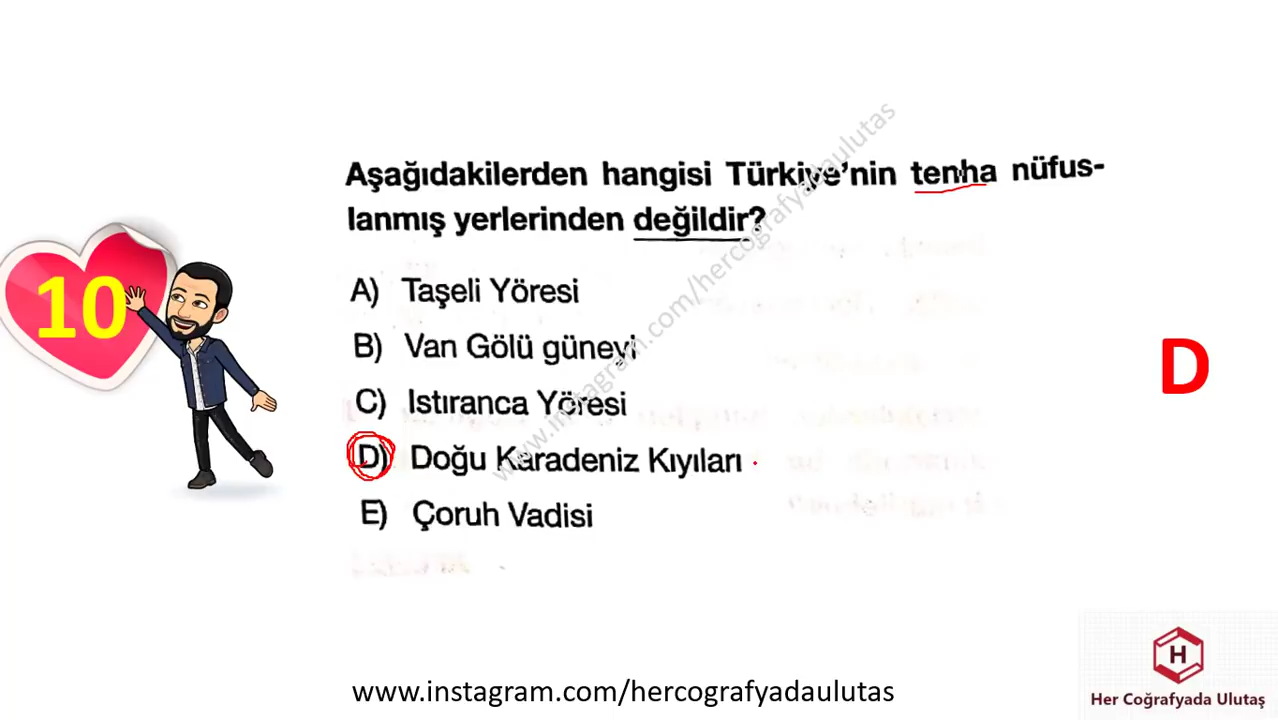 Aşağıdakilerden hangisi Türkiye'nin tenha nüfus-
lanmış yerlerinden değildir?
10
A) Taşeli Yöresi
B) Van Gölü güneyi
C) Istıranca Yöresi
D) Doğu Karadeniz Kıyıları
E) Çoruh Vadisi
D
www.instagram.com/hercografyadaulutas
www.instagram.com/hercografyadaulutas
H
Her Coğrafyada Ulutaş